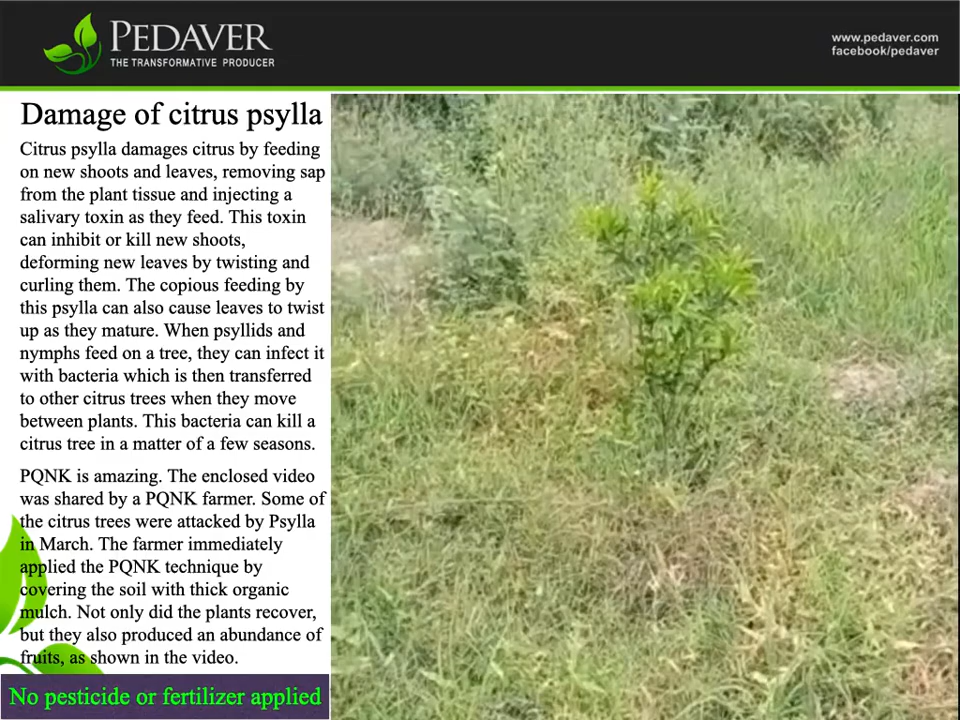 PEDAVER
THE TRANSFORMATIVE PRODUCER
www.pedaver.com
facebook/pedaver
Damage of citrus psylla
Citrus psylla damages citrus by feeding
on new shoots and leaves, removing sap
from the plant tissue and injecting a
salivary toxin as they feed. This toxin
can inhibit or kill new shoots,
deforming new leaves by twisting and
curling them. The copious feeding by
this psylla can also cause leaves to twist
up as they mature. When psyllids and
nymphs feed on a tree, they can infect it
with bacteria which is then transferred
to other citrus trees when they move
between plants. This bacteria can kill a
citrus tree in a matter of a few seasons.
PQNK is amazing. The enclosed video
was shared by a PQNK farmer. Some of
the citrus trees were attacked by Psylla
in March. The farmer immediately
applied the PQNK technique by
covering the soil with thick organic
mulch. Not only did the plants recover,
but they also produced an abundance of
fruits, as shown in the video.
No pesticide or fertilizer applied